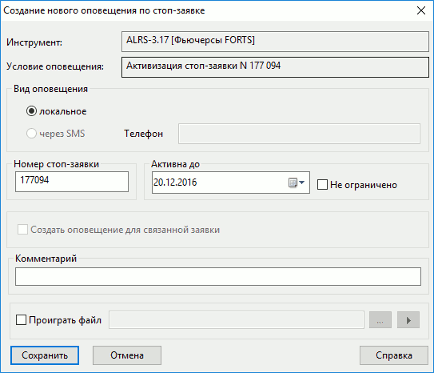 Создание нового оповещения по стоп-заявке
Инструмент: ALRS-3.17 [Фьючерсы FORTS]
Условие оповещения: Активизация стоп-заявки N 177 094
Вид оповещения
локальное
через SMS Телефон
Номер стоп-заявки Активна до
177094 20.12.2016 Не ограничено
Создать оповещение для связанной заявки
Комментарий
Проиграть файл ...
Сохранить Отмена Справка